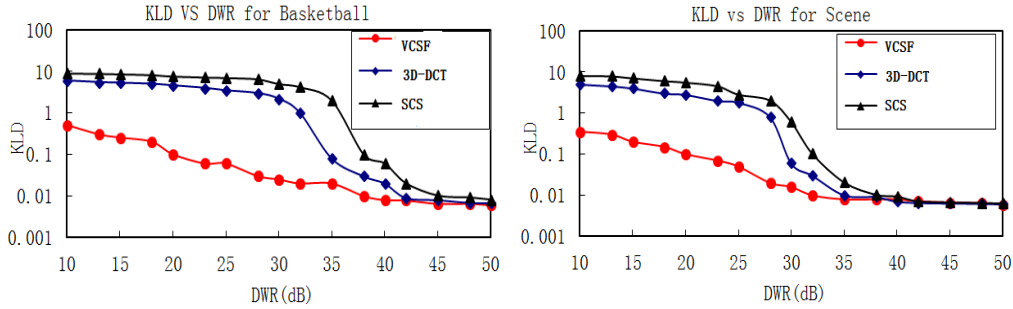 KLD VS DWR for Basketball
100
10
1
0.1
0.01
0.001
KLD
10 15 20 25 30 35 40 45 50
DWR(dB)
VCSF
3D-DCT
SCS
KLD vs DWR for Scene
100
10
1
0.1
0.01
0.001
KLD
10 15 20 25 30 35 40 45 50
DWR(dB)
VCSF
3D-DCT
SCS